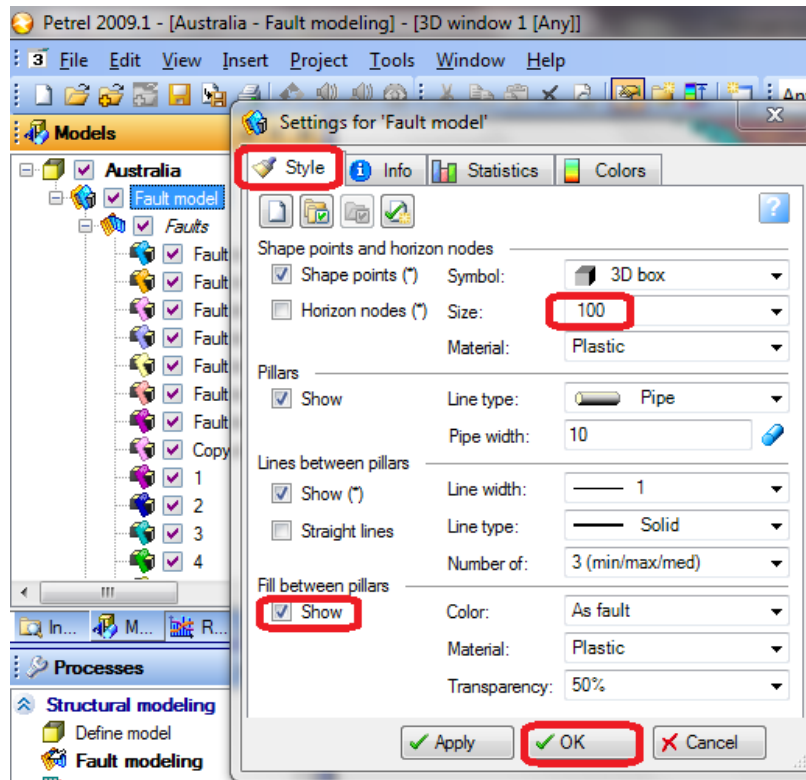 Petrel 2009.1 - [Australia - Fault modeling] - [3D window 1 [Any]]
3 File Edit View Insert Project Tools Window Help
Models
Australia
Fault model
Faults
Fault
Fault
Fault
Fault
Fault
Fault
Fault
Copy
1
2
3
4
In... M... R...
Processes
Structural modeling
Define model
Fault modeling
Settings for 'Fault model'
Style Info Statistics Colors
?
Shape points and horizon nodes
Shape points (*) Symbol: 3D box
Horizon nodes (*) Size: 100
Material: Plastic
Pillars
Show Line type: Pipe
Pipe width: 10
Lines between pillars
Show (*) Line width: 1
Straight lines Line type: Solid
Number of: 3 (min/max/med)
Fill between pillars
Show Color: As fault
Material: Plastic
Transparency: 50%
Apply OK Cancel